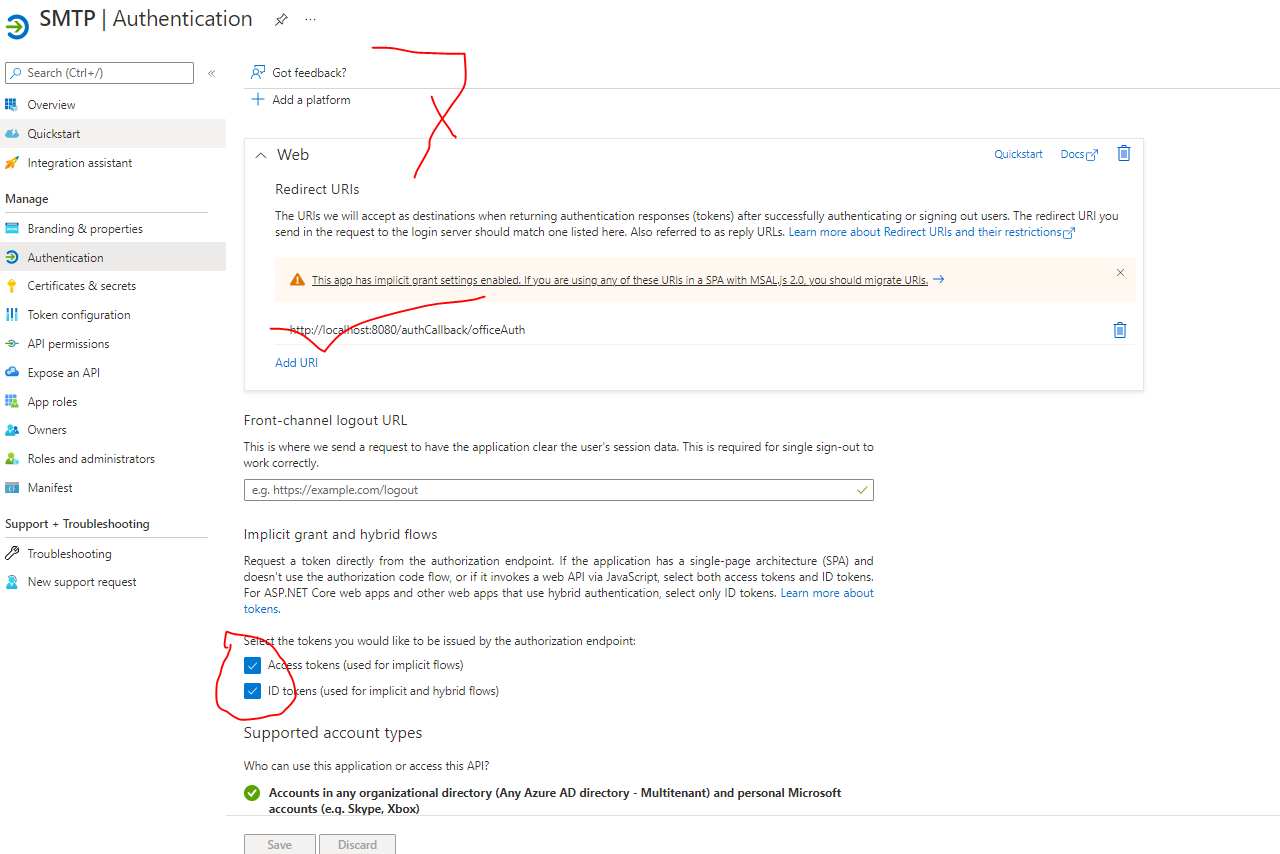 SMTP | Authentication
Search (Ctrl+/)
«
Overview
Quickstart
Integration assistant
Manage
Branding & properties
Authentication
Certificates & secrets
Token configuration
API permissions
Expose an API
App roles
Owners
Roles and administrators
Manifest
Support + Troubleshooting
Troubleshooting
New support request
Got feedback?
Add a platform
Web
Quickstart
Docs
Redirect URIs
The URIs we will accept as destinations when returning authentication responses (tokens) after successfully authenticating or signing out users. The redirect URI you
send in the request to the login server should match one listed here. Also referred to as reply URLs. Learn more about Redirect URIs and their restrictions
This app has implicit grant settings enabled. If you are using any of these URIs in a SPA with MSAL.js 2.0, you should migrate URIs.
http://localhost:8080/authCallback/officeAuth
Add URI
Front-channel logout URL
This is where we send a request to have the application clear the user's session data. This is required for single sign-out to
work correctly.
e.g. https://example.com/logout
Implicit grant and hybrid flows
Request a token directly from the authorization endpoint. If the application has a single-page architecture (SPA) and
doesn't use the authorization code flow, or if it invokes a web API via JavaScript, select both access tokens and ID tokens.
For ASP.NET Core web apps and other web apps that use hybrid authentication, select only ID tokens. Learn more about
tokens.
Select the tokens you would like to be issued by the authorization endpoint:
Access tokens (used for implicit flows)
ID tokens (used for implicit and hybrid flows)
Supported account types
Who can use this application or access this API?
Accounts in any organizational directory (Any Azure AD directory - Multitenant) and personal Microsoft
accounts (e.g. Skype, Xbox)
Save
Discard